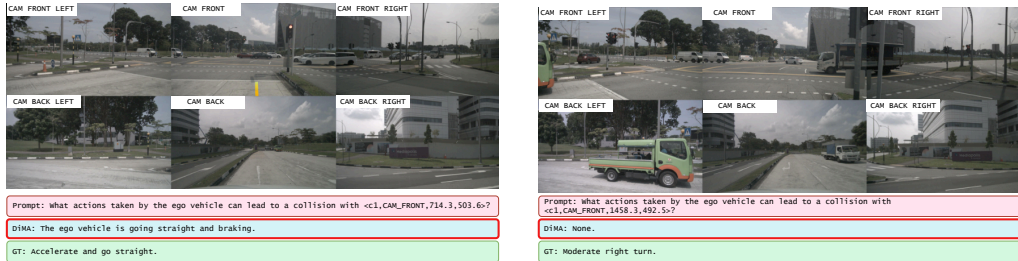 CAM FRONT LEFT
CAM FRONT
CAM FRONT RIGHT
CAM BACK LEFT
CAM BACK
CAM BACK RIGHT
Prompt: What actions taken by the ego vehicle can lead to a collision with <c1,CAM_FRONT,714.3,503.6>?
DiMA: The ego vehicle is going straight and braking.
GT: Accelerate and go straight.
CAM FRONT LEFT
CAM FRONT
CAM FRONT RIGHT
CAM BACK LEFT
CAM BACK
CAM BACK RIGHT
Prompt: What actions taken by the ego vehicle can lead to a collision with
<c1,CAM_FRONT,1458.3,492.5>?
DiMA: None.
GT: Moderate right turn.